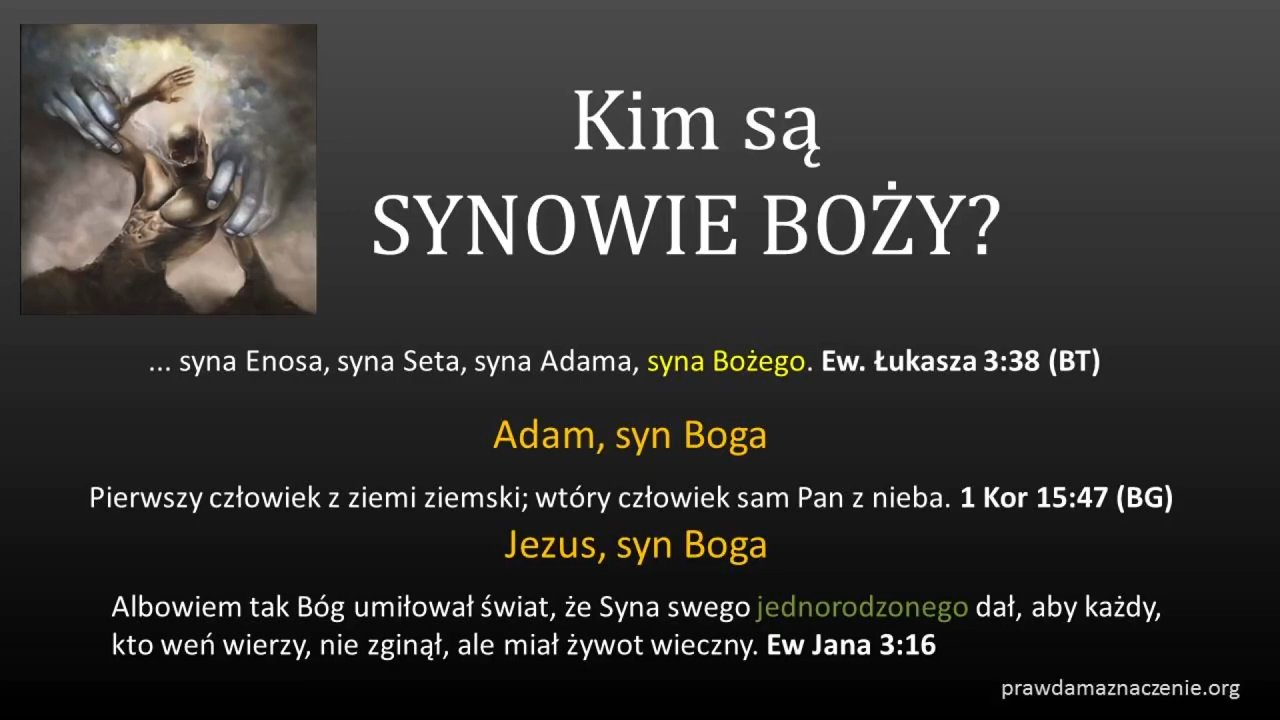 Kim są
SYNOWIE BOŻY?
... syna Enosa, syna Seta, syna Adama, syna Bożego. Ew. Łukasza 3:38 (BT)
Adam, syn Boga
Pierwszy człowiek z ziemi ziemski; wtóry człowiek sam Pan z nieba. 1 Kor 15:47 (BG)
Jezus, syn Boga
Albowiem tak Bóg umiłował świat, że Syna swego jednorodzonego dał, aby każdy,
kto weń wierzy, nie zginął, ale miał żywot wieczny. Ew Jana 3:16
prawdamaznaczenie.org